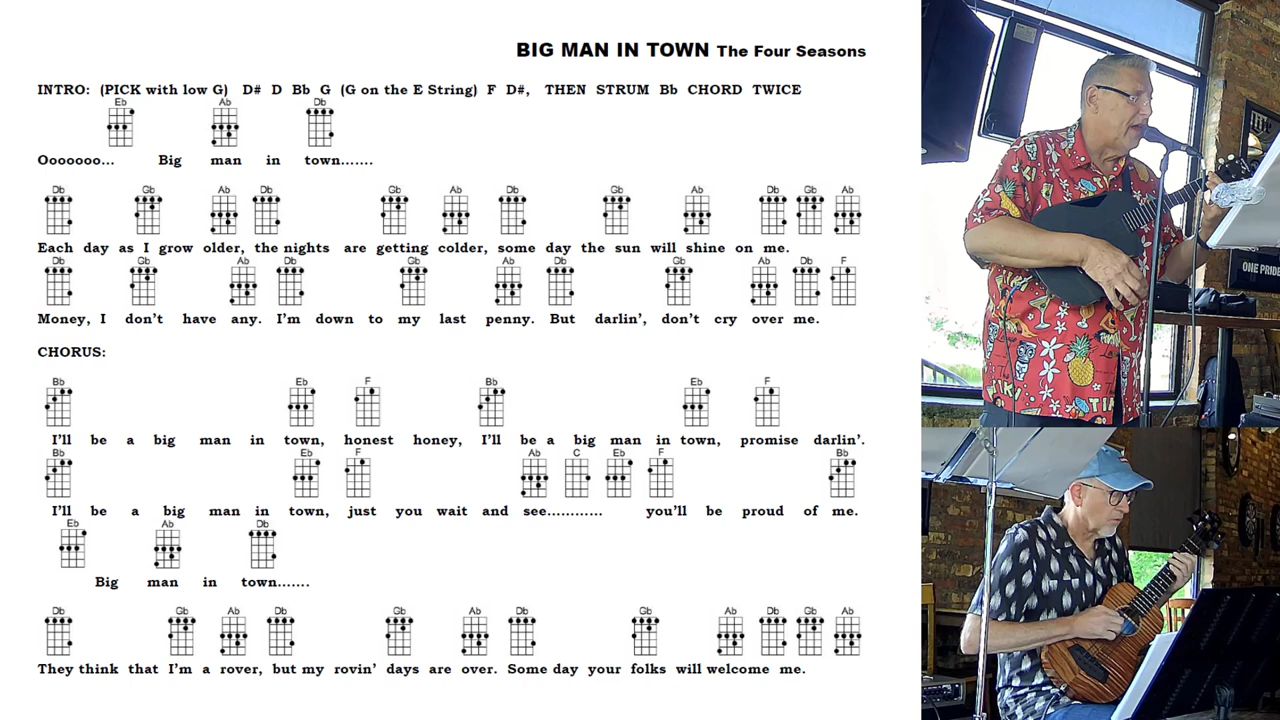 BIG MAN IN TOWN The Four Seasons
INTRO: (PICK with low G) D# D Bb G (G on the E String) F D#, THEN STRUM Bb CHORD TWICE
Eb Ab Db
Ooooooo... Big man in town.......
Db Gb Ab Db Gb Ab Db Gb Ab Db Gb Ab
Each day as I grow older, the nights are getting colder, some day the sun will shine on me.
Db Gb Ab Db Gb Ab Db Gb Ab Db F
Money, I don't have any. I'm down to my last penny. But darlin', don't cry over me.
CHORUS:
Bb Eb F Bb Eb F
I'll be a big man in town, honest honey, I'll be a big man in town, promise darlin'.
Bb Eb F Ab C Eb F Bb
I'll be a big man in town, just you wait and see............ you'll be proud of me.
Eb Ab Db
Big man in town.......
Db Gb Ab Db Gb Ab Db Gb Ab Db Gb Ab
They think that I'm a rover, but my rovin' days are over. Some day your folks will welcome me.
ONE PRIDE
TIKI